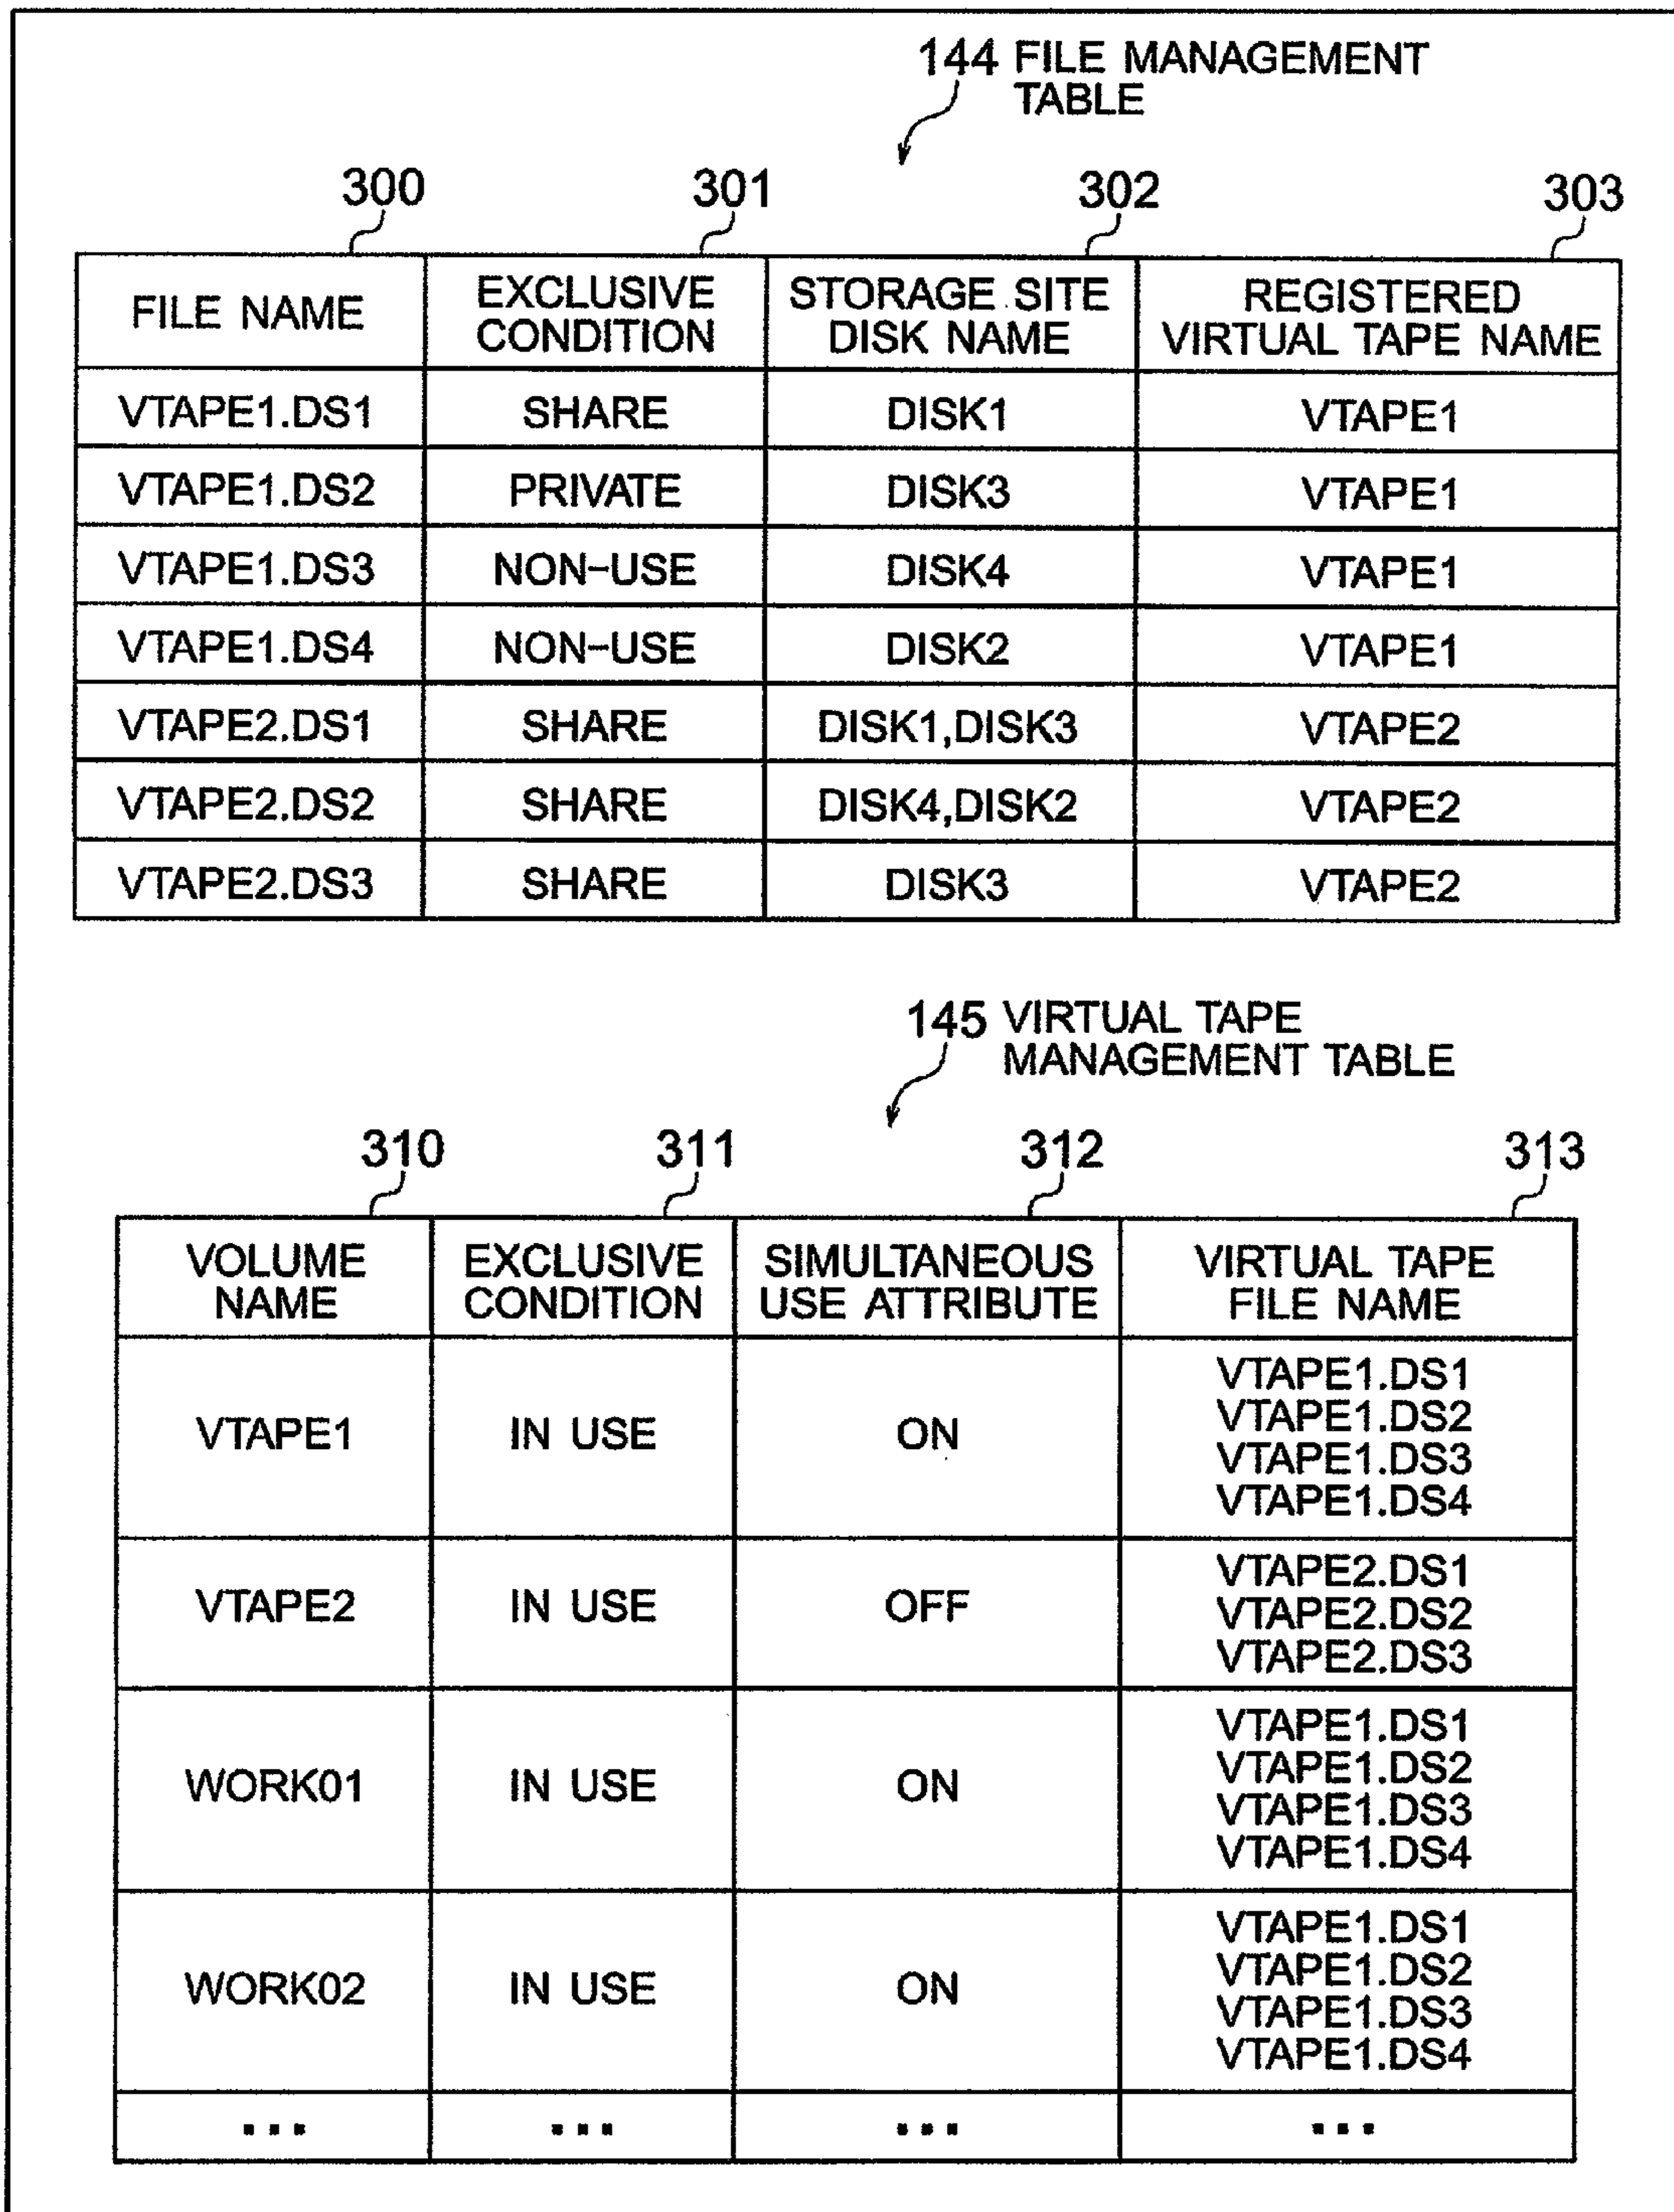 144 FILE MANAGEMENT
TABLE
300 301 302 303
FILE NAME EXCLUSIVE CONDITION STORAGE SITE DISK NAME REGISTERED VIRTUAL TAPE NAME
VTAPE1.DS1 SHARE DISK1 VTAPE1
VTAPE1.DS2 PRIVATE DISK3 VTAPE1
VTAPE1.DS3 NON-USE DISK4 VTAPE1
VTAPE1.DS4 NON-USE DISK2 VTAPE1
VTAPE2.DS1 SHARE DISK1,DISK3 VTAPE2
VTAPE2.DS2 SHARE DISK4,DISK2 VTAPE2
VTAPE2.DS3 SHARE DISK3 VTAPE2
145 VIRTUAL TAPE
MANAGEMENT TABLE
310 311 312 313
VOLUME NAME EXCLUSIVE CONDITION SIMULTANEOUS USE ATTRIBUTE VIRTUAL TAPE FILE NAME
VTAPE1 IN USE ON VTAPE1.DS1
VTAPE1.DS2
VTAPE1.DS3
VTAPE1.DS4
VTAPE2 IN USE OFF VTAPE2.DS1
VTAPE2.DS2
VTAPE2.DS3
WORK01 IN USE ON VTAPE1.DS1
VTAPE1.DS2
VTAPE1.DS3
VTAPE1.DS4
WORK02 IN USE ON VTAPE1.DS1
VTAPE1.DS2
VTAPE1.DS3
VTAPE1.DS4
... ... ... ...